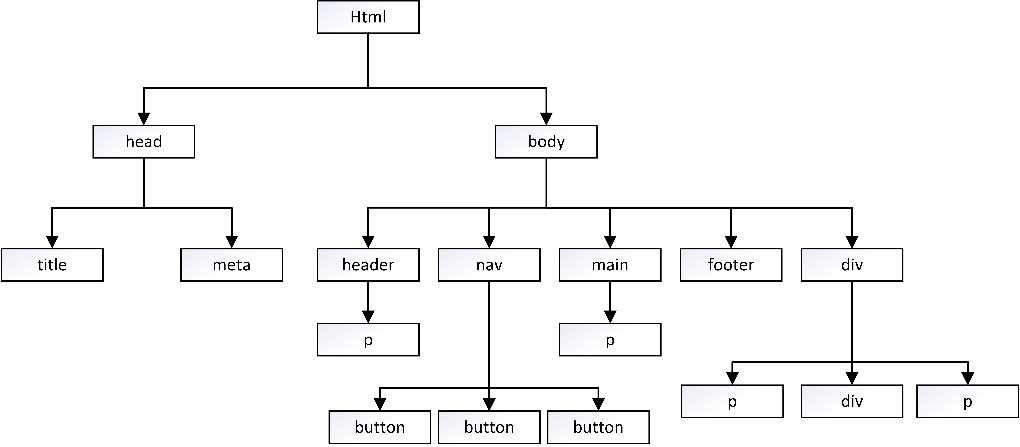 Html
head
body
title
meta
header
nav
main
footer
div
p
p
p
div
p
button
button
button